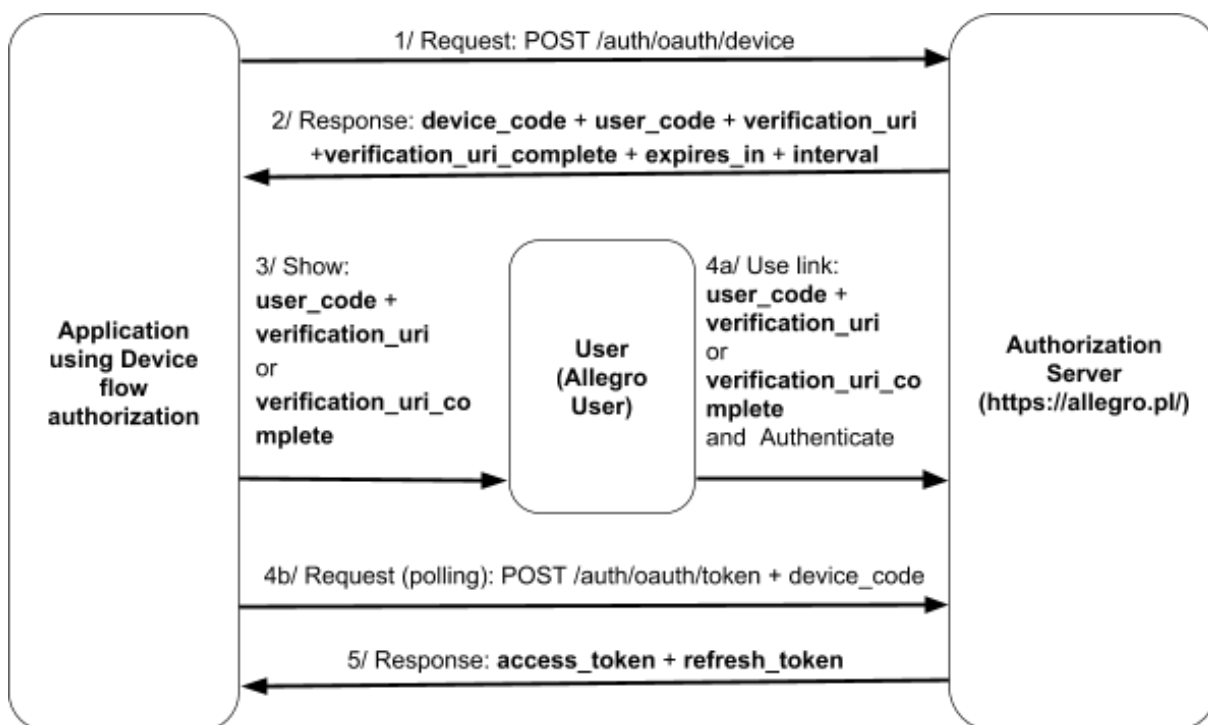 1/ Request: POST /auth/oauth/device
2/ Response: device_code + user_code + verification_uri
+verification_uri_complete + expires_in + interval
Application
using Device
flow
authorization
3/ Show:
user_code +
verification_uri
or
verification_uri_co
mplete
User
(Allegro
User)
4a/ Use link:
user_code +
verification_uri
or
verification_uri_co
mplete
and Authenticate
Authorization
Server
(https://allegro.pl/)
4b/ Request (polling): POST /auth/oauth/token + device_code
5/ Response: access_token + refresh_token